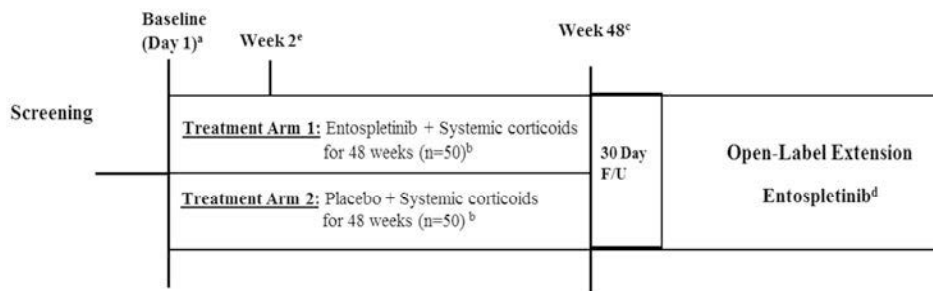 Baseline
(Day 1)ᵃ
Week 2ᵉ
Week 48ᶜ
Screening
Treatment Arm 1: Entospletinib + Systemic corticoids
for 48 weeks (n=50)ᵇ
30 Day
F/U
Open-Label Extension
Entospletinibᵈ
Treatment Arm 2: Placebo + Systemic corticoids
for 48 weeks (n=50) ᵇ